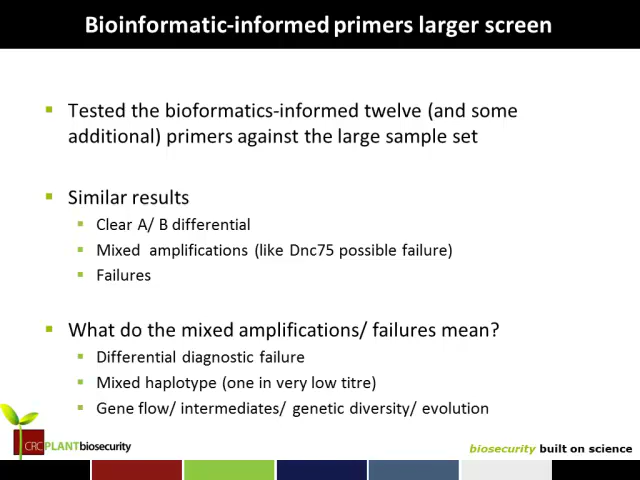 Bioinformatic-informed primers larger screen
Tested the bioformatics-informed twelve (and some
additional) primers against the large sample set
Similar results
Clear A/ B differential
Mixed amplifications (like Dnc75 possible failure)
Failures
What do the mixed amplifications/ failures mean?
Differential diagnostic failure
Mixed haplotype (one in very low titre)
Gene flow/ intermediates/ genetic diversity/ evolution
CRCPLANTbiosecurity
biosecurity built on science